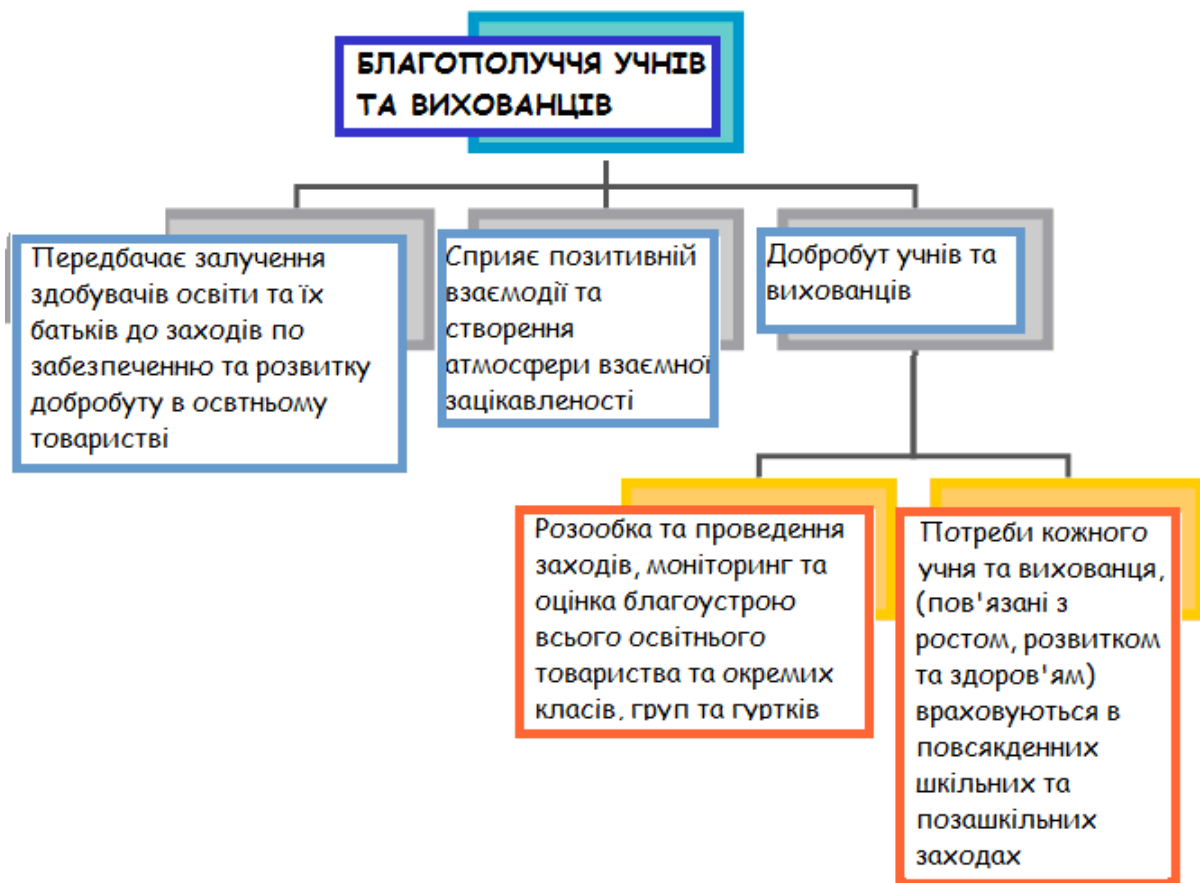 БЛАГОПОЛУЧЧЯ УЧНІВ
ТА ВИХОВАНЦІВ
Передбачає залучення
здобувачів освіти та їх
батьків до заходів по
забезпеченню та розвитку
добробуту в освтньому
товаристві
Сприяє позитивній
взаємодії та
створення
атмосфери взаємної
зацікавленості
Добробут учнів та
вихованців
Розообка та проведення
заходів, моніторинг та
оцінка благоустрою
всього освітнього
товариства та окремих
класів, груп та гуртків
Потреби кожного
учня та вихованця,
(пов'язані з
ростом, розвитком
та здоров'ям)
враховуються в
повсякденних
шкільних та
позашкільних
заходах